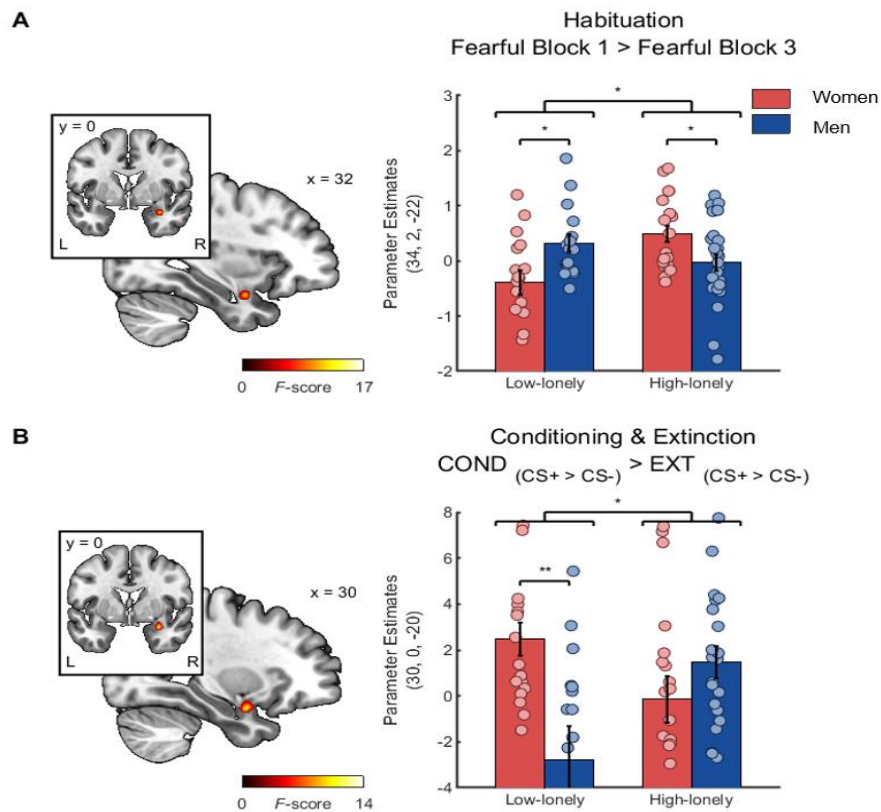 A
Habituation
Fearful Block 1 > Fearful Block 3
y = 0
L
R
x = 32
0
F-score
17
Parameter Estimates
(34, 2, -22)
3
2
1
0
-1
-2
*
*
*
Women
Men
Low-lonely
High-lonely
B
Conditioning & Extinction
COND (CS+ > CS-) > EXT (CS+ > CS-)
y = 0
L
R
x = 30
0
F-score
14
Parameter Estimates
(30, 0, -20)
8
6
4
2
0
-2
-4
*
**
Low-lonely
High-lonely